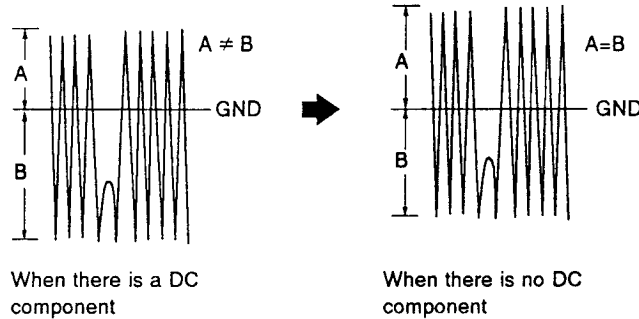 A ≠ B
A
GND
B
When there is a DC
component
A=B
A
GND
B
When there is no DC
component